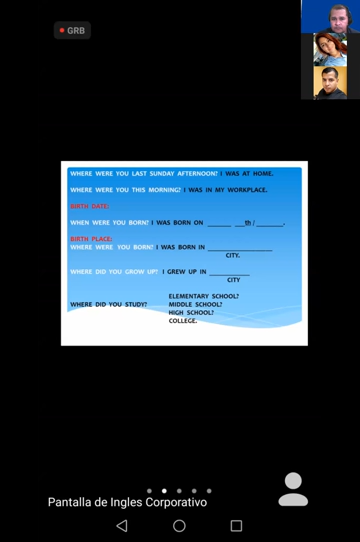 GRB
WHERE WERE YOU LAST SUNDAY AFTERNOON? I WAS AT HOME.
WHERE WERE YOU THIS MORNING? I WAS IN MY WORKPLACE.
BIRTH DATE:
WHEN WERE YOU BORN? I WAS BORN ON _______ ___th / ________.
BIRTH PLACE:
WHERE WERE YOU BORN? I WAS BORN IN ___________________
CITY.
WHERE DID YOU GROW UP? I GREW UP IN ____________
CITY
ELEMENTARY SCHOOL?
WHERE DID YOU STUDY? MIDDLE SCHOOL?
HIGH SCHOOL?
COLLEGE.
Pantalla de Ingles Corporativo